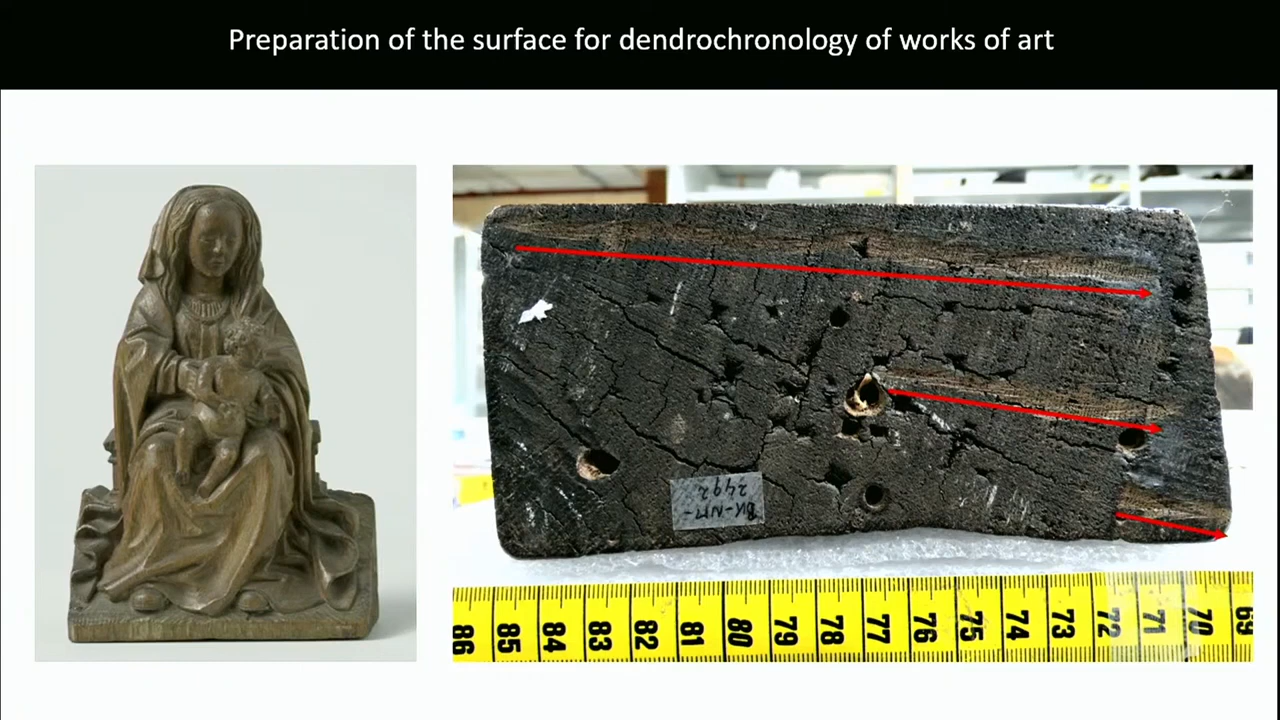 Preparation of the surface for dendrochronology of works of art
BK-NM-
2492
86 85 84 83 82 81 80 79 78 77 76 75 74 73 72 71 70 69